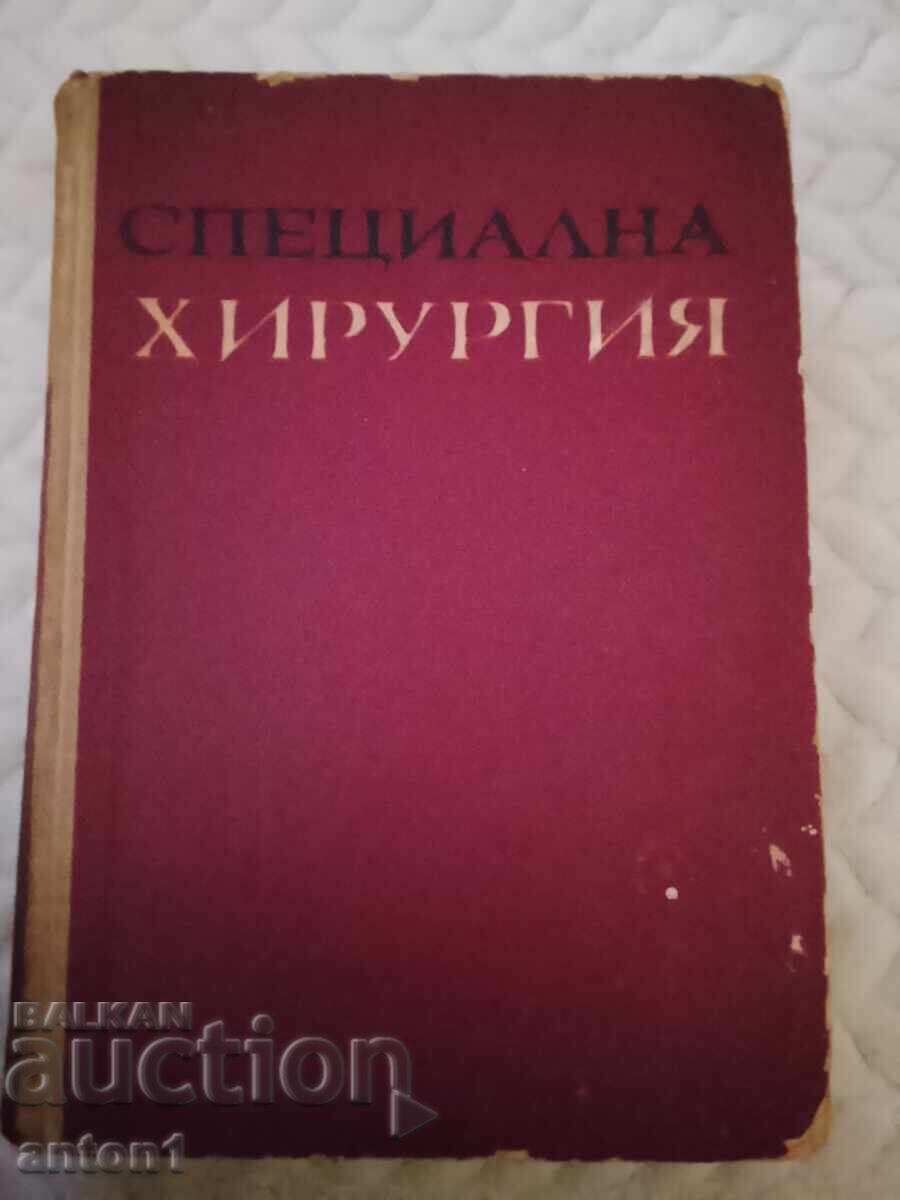 СПЕЦИАЛНА
ХИРУРГИЯ
BALKAN
auction
anton1